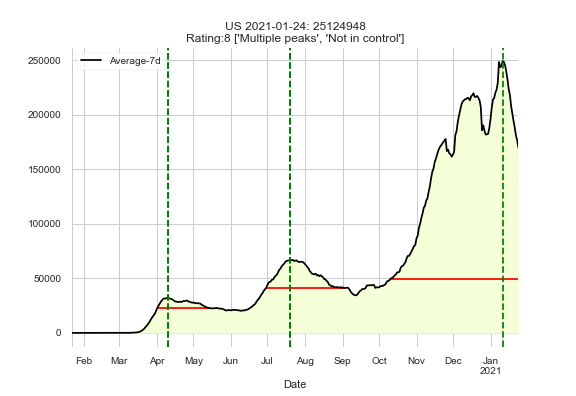 US 2021-01-24: 25124948
Rating:8 ['Multiple peaks', 'Not in control']
Average-7d
250000
200000
150000
100000
50000
0
Feb Mar Apr May Jun Jul Aug Sep Oct Nov Dec Jan
2021
Date